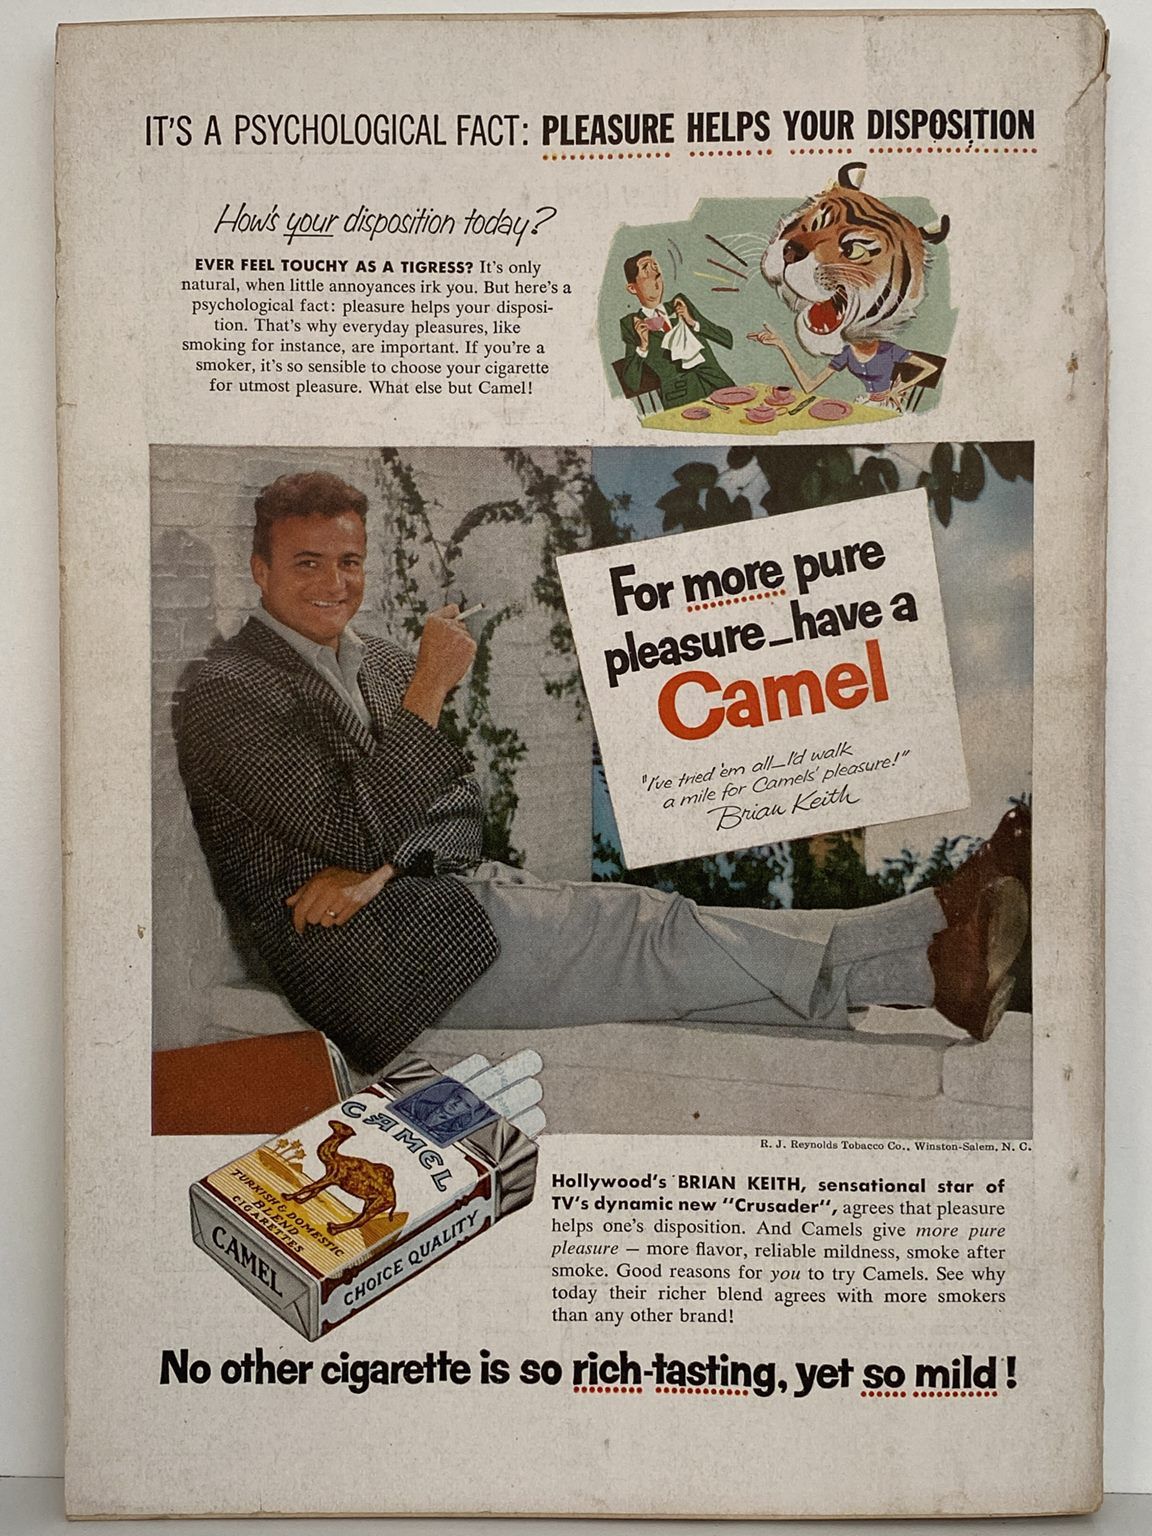 IT'S A PSYCHOLOGICAL FACT: PLEASURE HELPS YOUR DISPOSITION
How's your disposition today?
EVER FEEL TOUCHY AS A TIGRESS? It's only
natural, when little annoyances irk you. But here's a
psychological fact: pleasure helps your disposi-
tion. That's why everyday pleasures, like
smoking for instance, are important. If you're a
smoker, it's so sensible to choose your cigarette
for utmost pleasure. What else but Camel!
For more pure
pleasure—have a
Camel
"I've tried 'em all—I'd walk
a mile for Camels' pleasure!"
Brian Keith
R. J. Reynolds Tobacco Co., Winston-Salem, N. C.
CAMEL
TURKISH & DOMESTIC
BLEND
CIGARETTES
CAMEL
CHOICE QUALITY
Hollywood's BRIAN KEITH, sensational star of
TV's dynamic new "Crusader", agrees that pleasure
helps one's disposition. And Camels give more pure
pleasure — more flavor, reliable mildness, smoke after
smoke. Good reasons for you to try Camels. See why
today their richer blend agrees with more smokers
than any other brand!
No other cigarette is so rich-tasting, yet so mild!